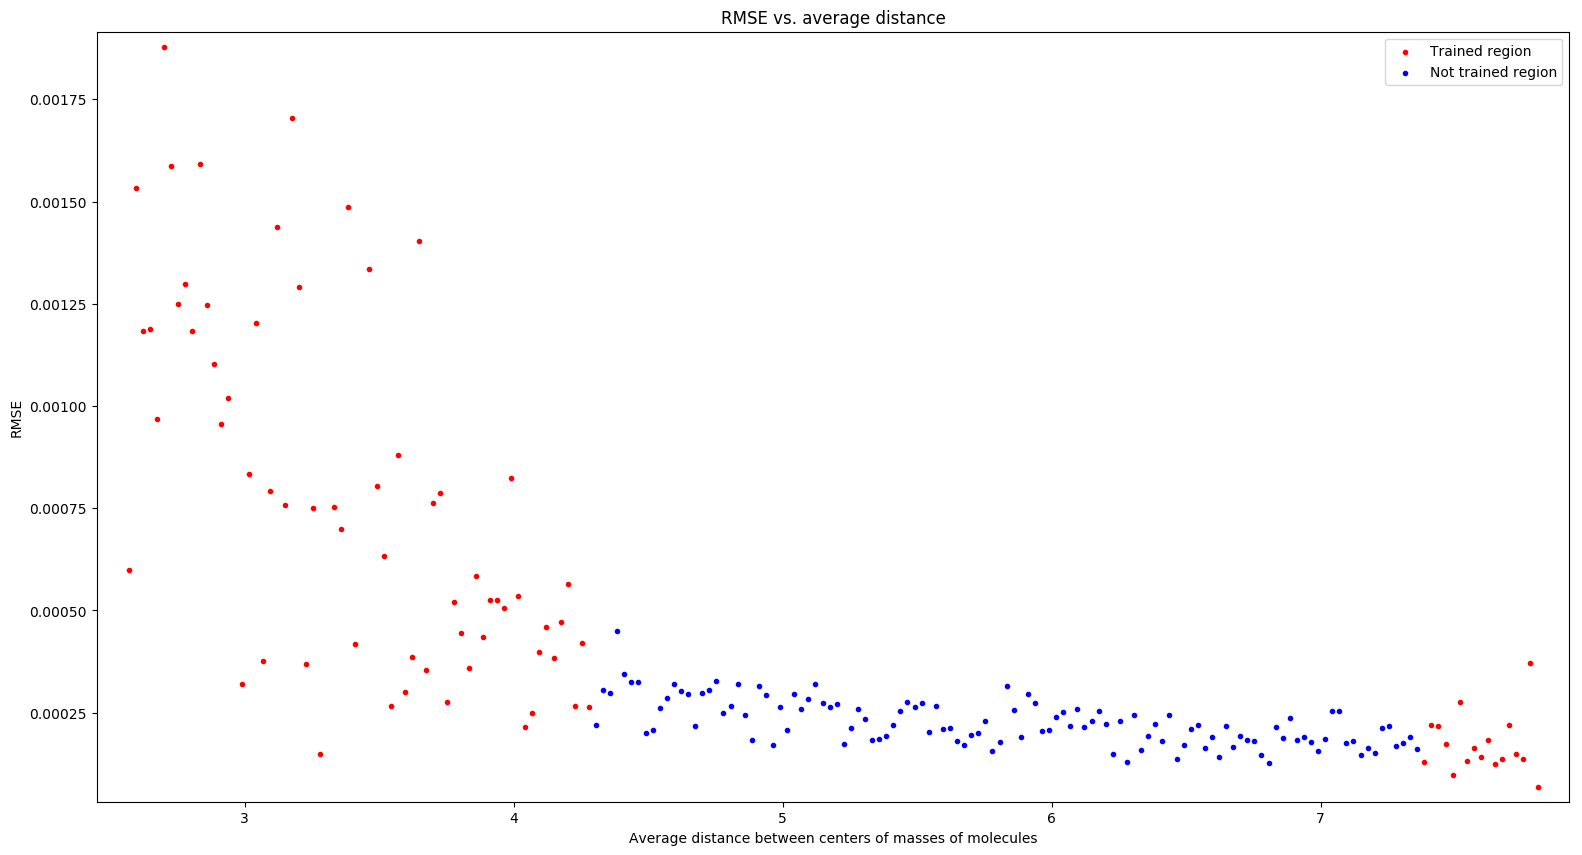 RMSE vs. average distance
Trained region
Not trained region
0.00175
0.00150
0.00125
0.00100
0.00075
0.00050
0.00025
RMSE
3
4
5
6
7
Average distance between centers of masses of molecules